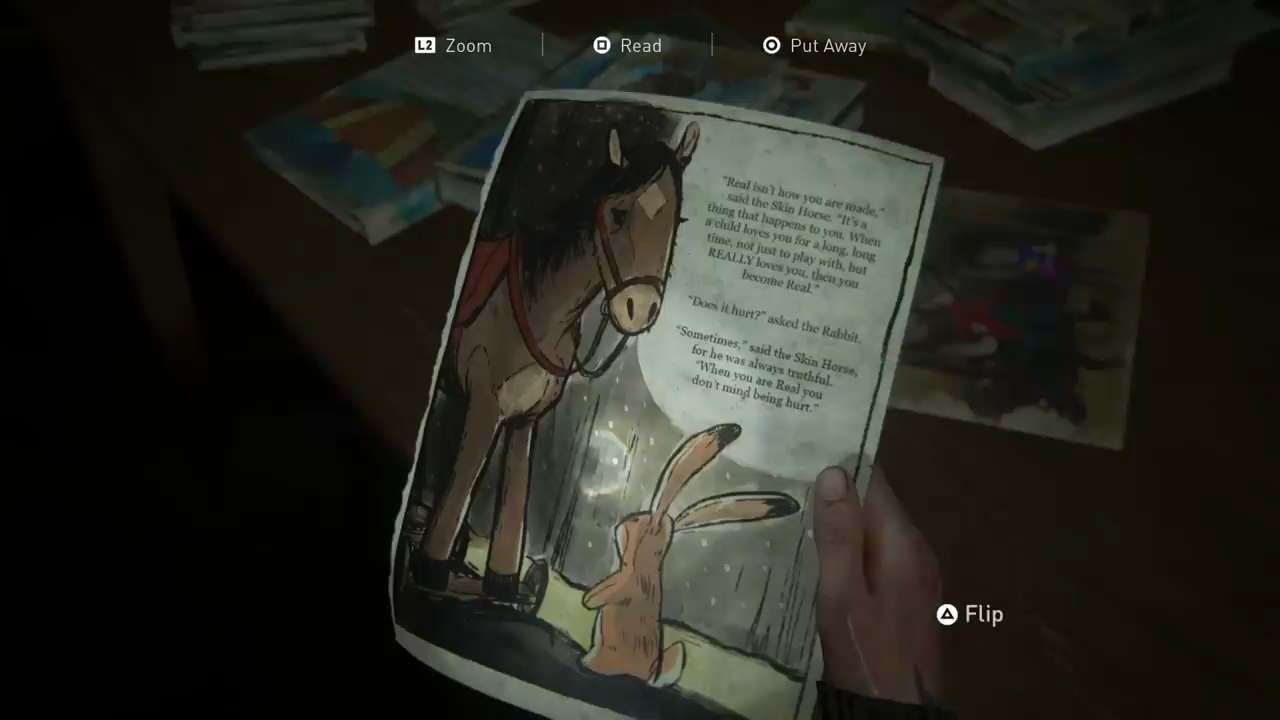 L2 Zoom
Read
Put Away
"Real isn't how you are made,"
said the Skin Horse. "It's a
thing that happens to you. When
a child loves you for a long, long
time, not just to play with, but
REALLY loves you, then you
become Real."
"Does it hurt?" asked the Rabbit.
"Sometimes," said the Skin Horse,
for he was always truthful.
"When you are Real you
don't mind being hurt."
Flip